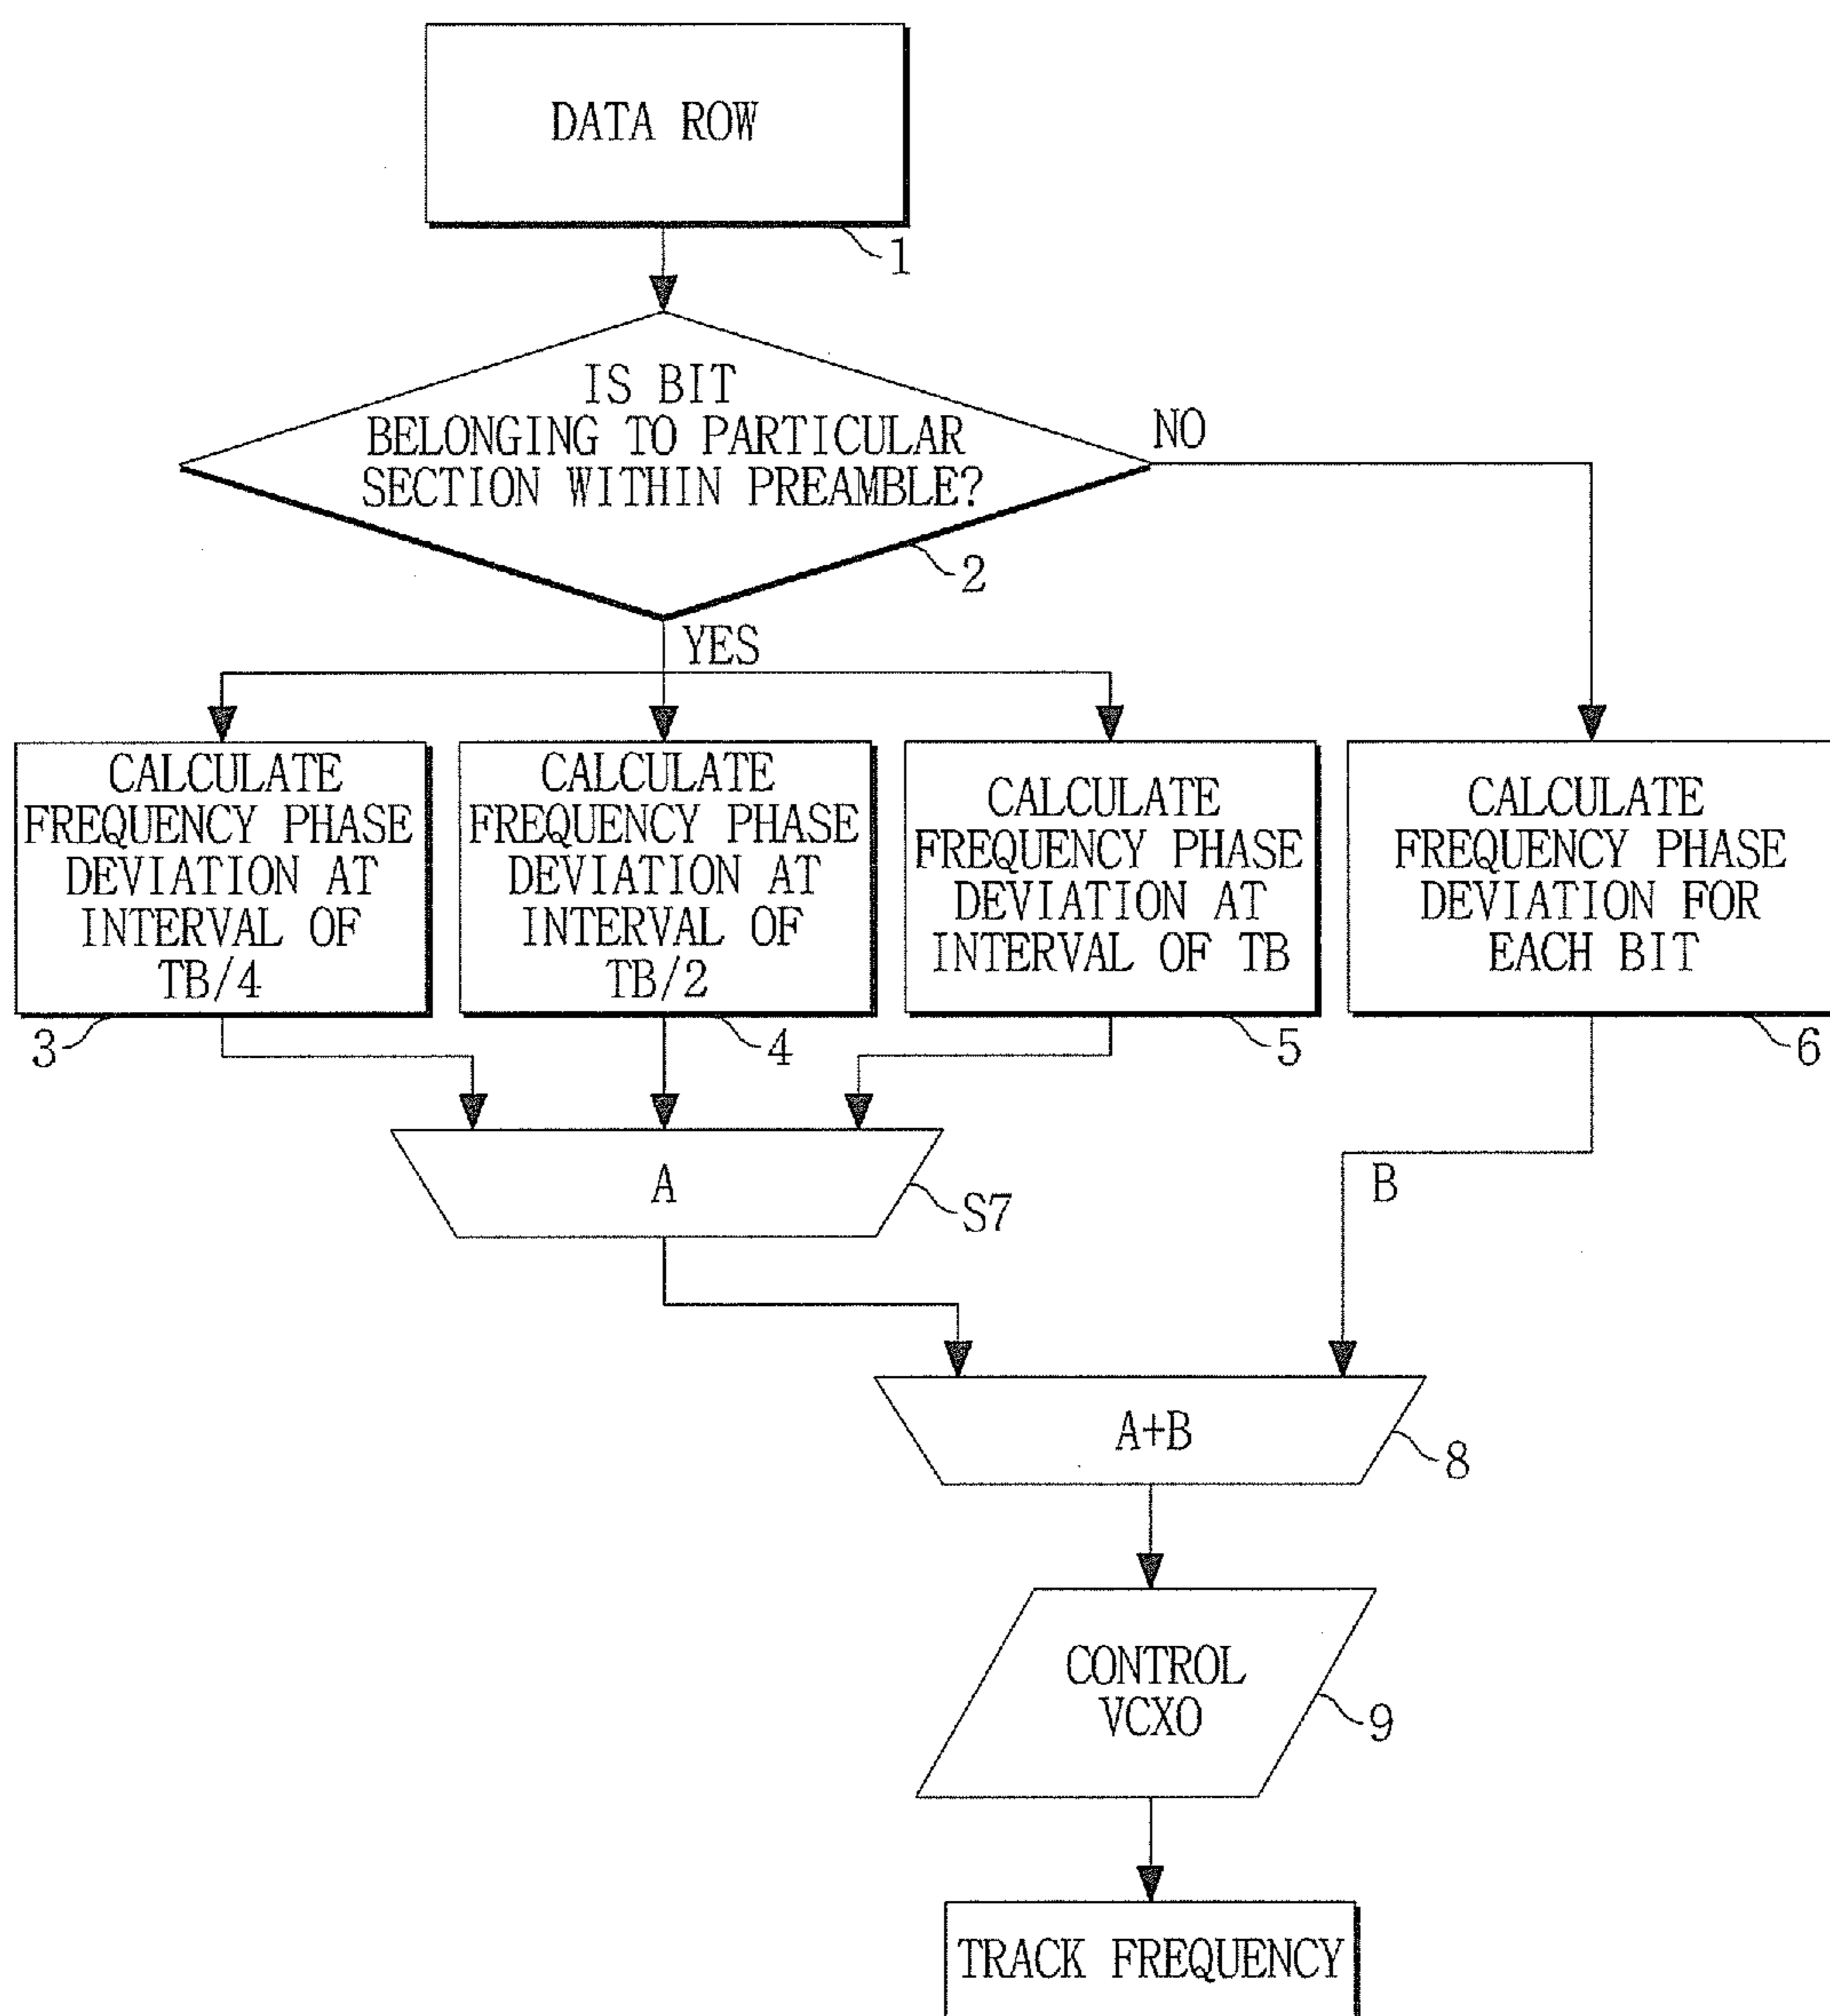 DATA ROW
1
IS BIT
BELONGING TO PARTICULAR
SECTION WITHIN PREAMBLE?
NO
2
YES
CALCULATE
FREQUENCY PHASE
DEVIATION AT
INTERVAL OF
TB/4
3
CALCULATE
FREQUENCY PHASE
DEVIATION AT
INTERVAL OF
TB/2
4
CALCULATE
FREQUENCY PHASE
DEVIATION AT
INTERVAL OF TB
5
CALCULATE
FREQUENCY PHASE
DEVIATION FOR
EACH BIT
6
A
S7
B
A+B
8
CONTROL
VCXO
9
TRACK FREQUENCY